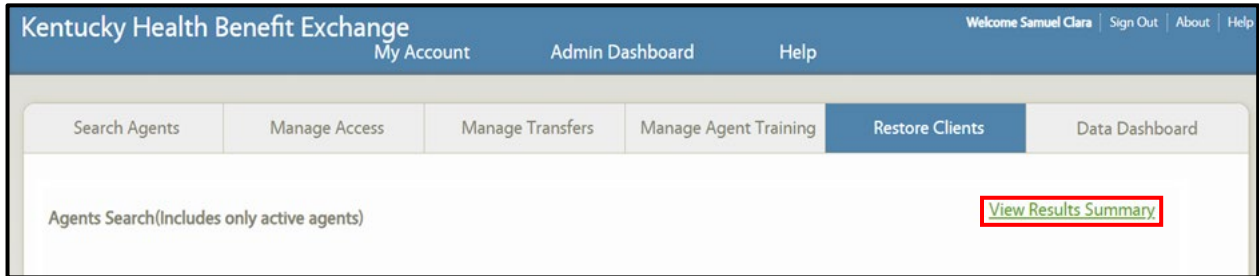 Kentucky Health Benefit Exchange
Welcome Samuel Clara | Sign Out | About | Help
My Account Admin Dashboard Help
Search Agents Manage Access Manage Transfers Manage Agent Training Restore Clients Data Dashboard
Agents Search(Includes only active agents)
View Results Summary